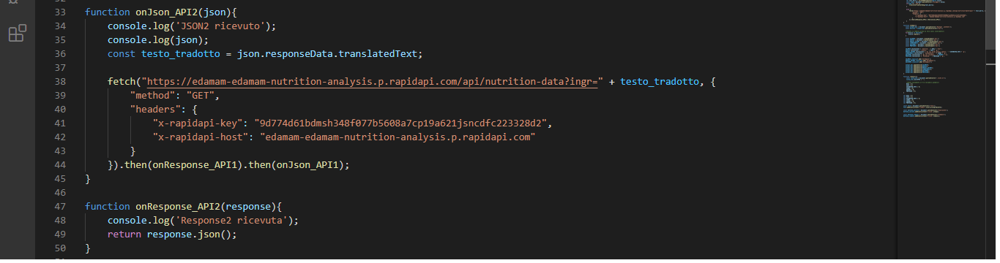 33 function onJson_API2(json){
34     console.log('JSON2 ricevuto');
35     console.log(json);
36     const testo_tradotto = json.responseData.translatedText;
37
38     fetch("https://edamam-edamam-nutrition-analysis.p.rapidapi.com/api/nutrition-data?ingr=" + testo_tradotto, {
39         "method": "GET",
40         "headers": {
41             "x-rapidapi-key": "9d774d61bdmsh348f077b5608a7cp19a621jsncdfc223328d2",
42             "x-rapidapi-host": "edamam-edamam-nutrition-analysis.p.rapidapi.com"
43         }
44     }).then(onResponse_API1).then(onJson_API1);
45 }
46
47 function onResponse_API2(response){
48     console.log('Response2 ricevuta');
49     return response.json();
50 }